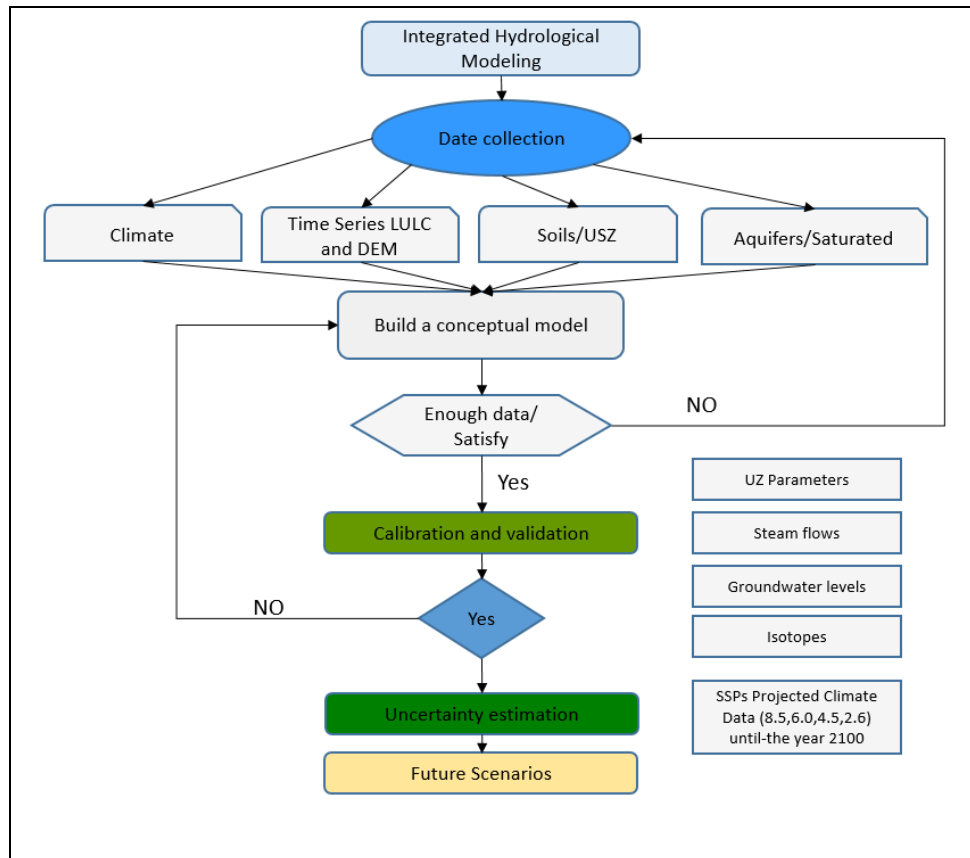 Integrated Hydrological
Modeling
Date collection
Climate
Time Series LULC
and DEM
Soils/USZ
Aquifers/Saturated
Build a conceptual model
Enough data/
Satisfy
NO
Yes
UZ Parameters
Calibration and validation
Steam flows
Groundwater levels
NO
Yes
Isotopes
Uncertainty estimation
SSPs Projected Climate
Data (8.5,6.0,4.5,2.6)
until-the year 2100
Future Scenarios